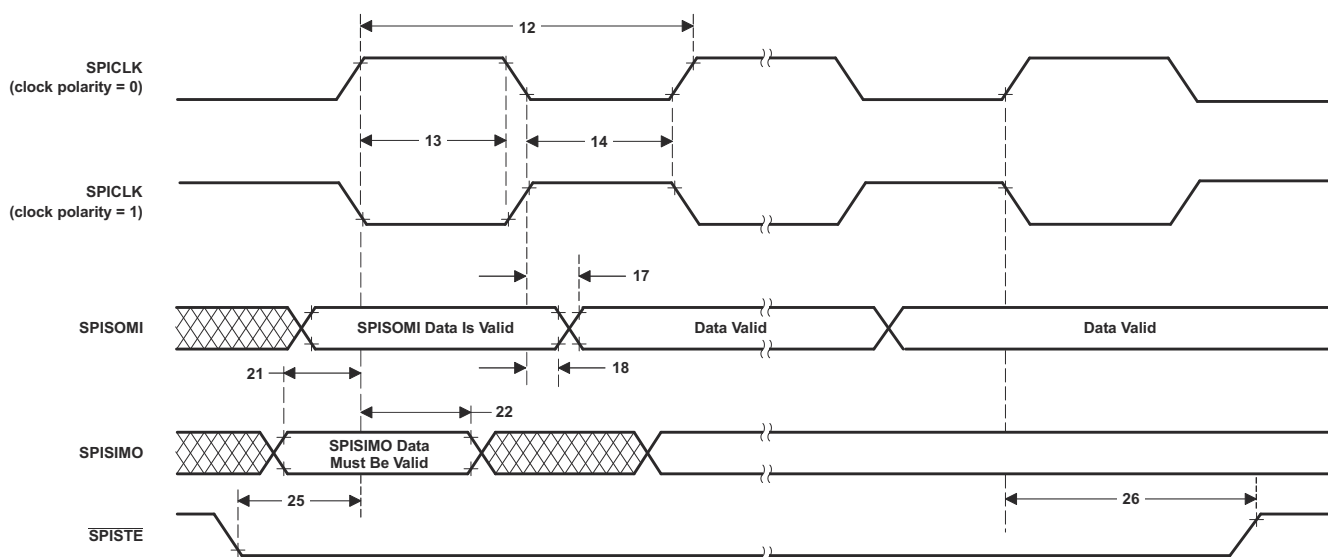 12
SPICLK
(clock polarity = 0)
13
14
SPICLK
(clock polarity = 1)
17
SPISOMI
SPISOMI Data Is Valid
Data Valid
Data Valid
21
18
22
SPISIMO
SPISIMO Data
Must Be Valid
25
26
SPISTE